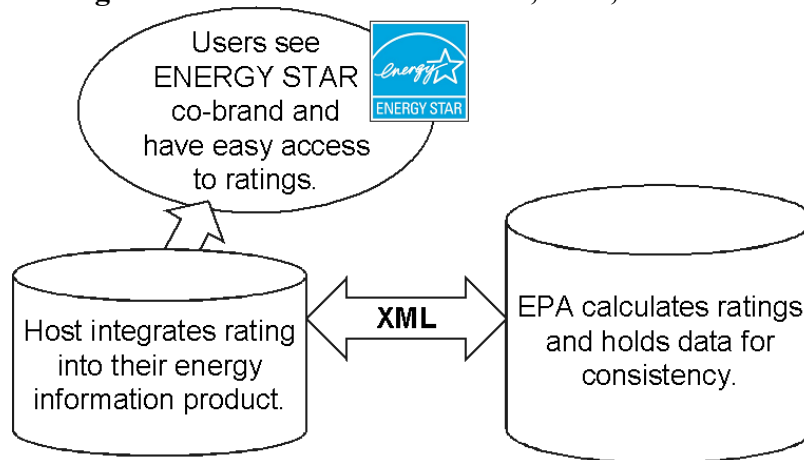 Users see
ENERGY STAR
co-brand and
have easy access
to ratings.
energy
ENERGY STAR
Host integrates rating
into their energy
information product.
XML
EPA calculates ratings
and holds data for
consistency.